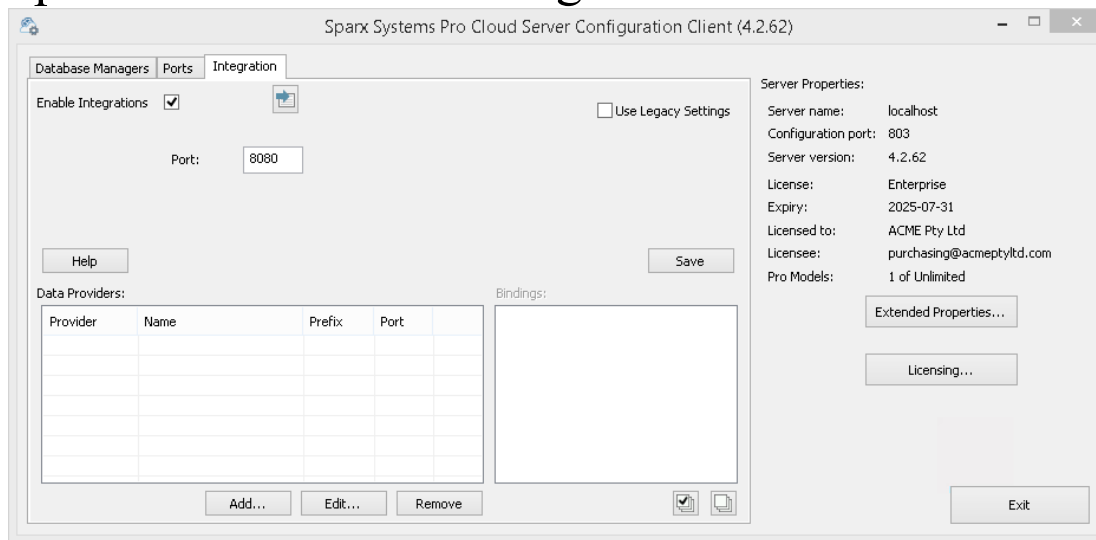 Sparx Systems Pro Cloud Server Configuration Client (4.2.62)
Database Managers Ports Integration
Enable Integrations
Use Legacy Settings
Port: 8080
Help
Save
Data Providers:
Bindings:
Provider Name Prefix Port
Add... Edit... Remove
Server Properties:
Server name: localhost
Configuration port: 803
Server version: 4.2.62
License: Enterprise
Expiry: 2025-07-31
Licensed to: ACME Pty Ltd
Licensee: purchasing@acmeptyltd.com
Pro Models: 1 of Unlimited
Extended Properties...
Licensing...
Exit